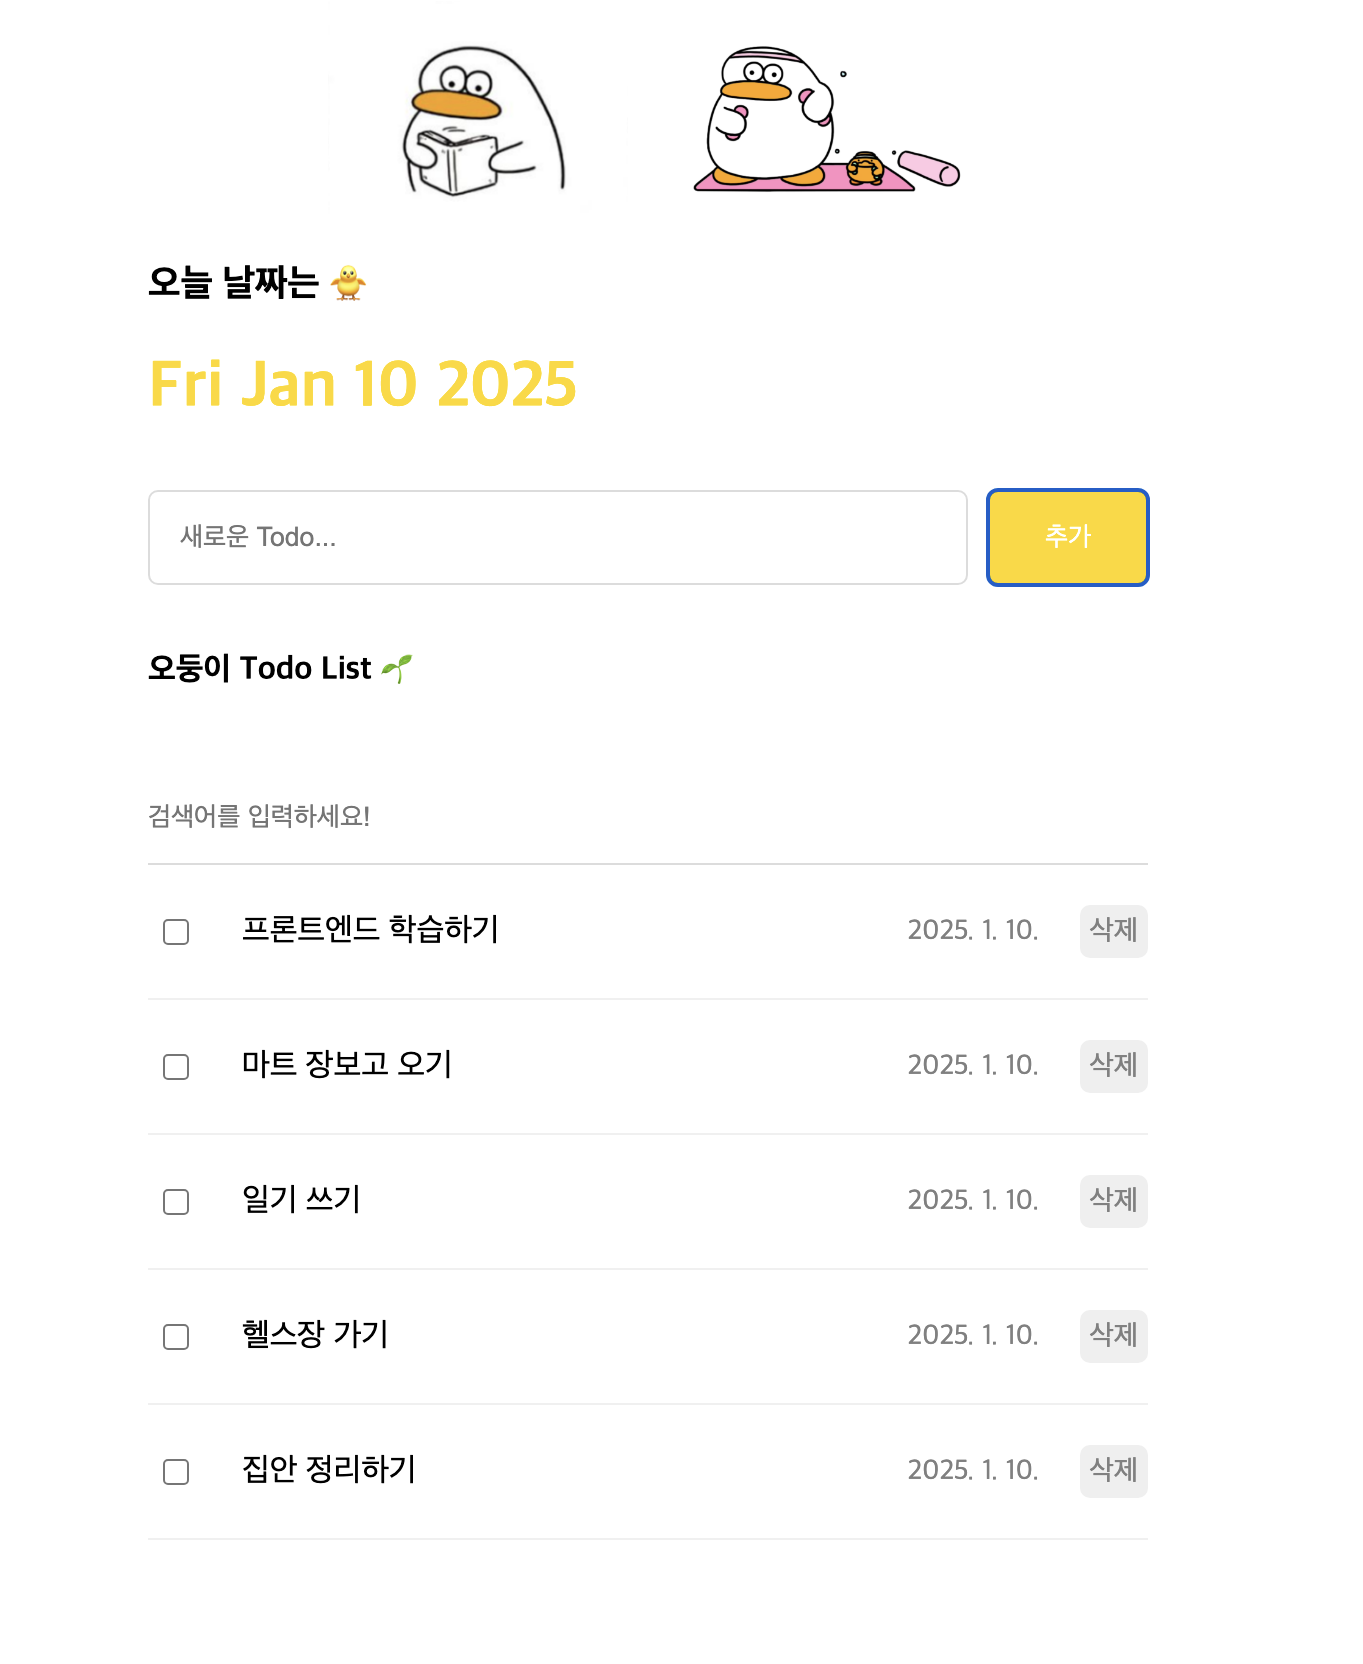 오늘 날짜는 🐥
Fri Jan 10 2025
새로운 Todo...
추가
오둥이 Todo List 🌱
검색어를 입력하세요!
프론트엔드 학습하기 2025. 1. 10. 삭제
마트 장보고 오기 2025. 1. 10. 삭제
일기 쓰기 2025. 1. 10. 삭제
헬스장 가기 2025. 1. 10. 삭제
집안 정리하기 2025. 1. 10. 삭제